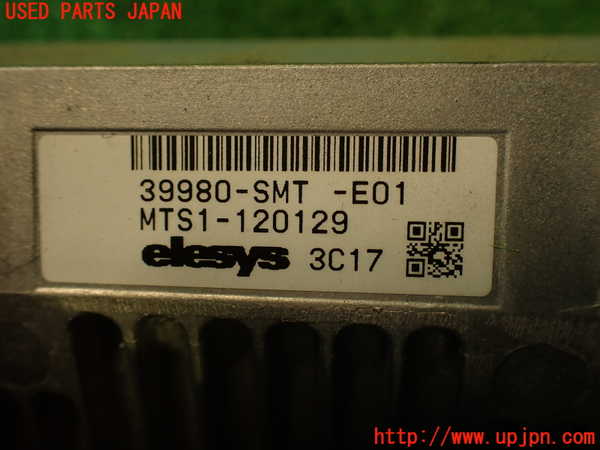 USED PARTS JAPAN
39980-SMT -E01
MTS1-120129
elesys 3C17
http://www.upjpn.com/